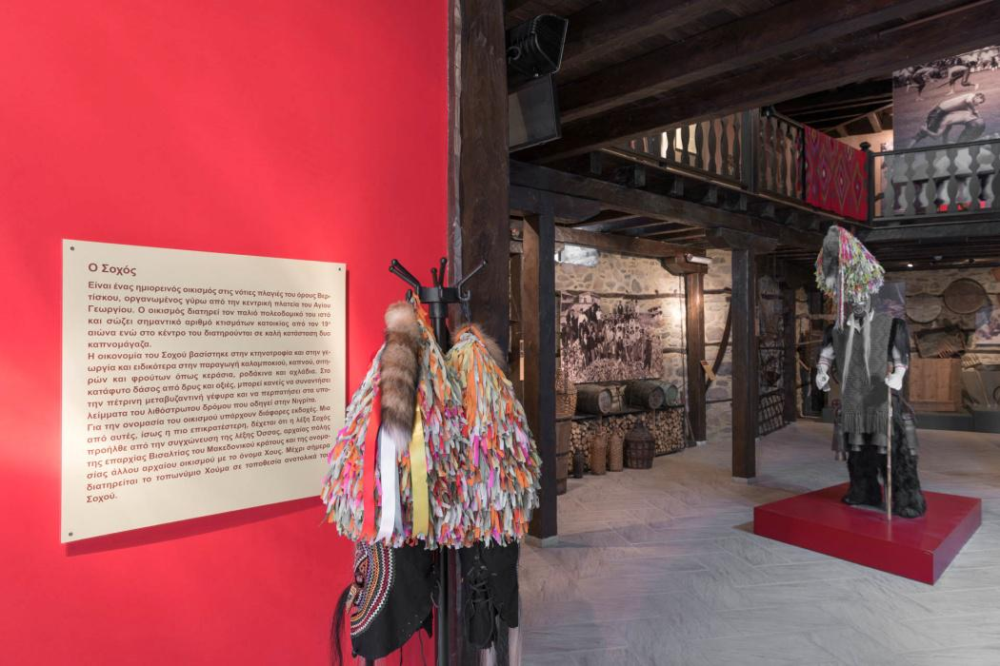 Ο Σοχός
Είναι ένας ημιορεινός οικισμός στις νότιες πλαγιές του όρους Βερ-
τίσκου, οργανωμένος γύρω από την κεντρική πλατεία του Αγίου
Γεωργίου. Ο οικισμός διατηρεί τον παλιό πολεοδομικό του ιστό
και σώζει σημαντικό αριθμό κτισμάτων κατοικίας από τον 19ο
αιώνα ενώ στο κέντρο του διατηρούνται σε καλή κατάσταση δυο
καπνομάγαζα.
Η οικονομία του Σοχού βασίστηκε στην κτηνοτροφία και στην γε-
ωργία και ειδικότερα στην παραγωγή καλαμποκιού, καπνού, σιτη-
ρών και φρούτων όπως κεράσια, ροδάκινα και αχλάδια. Στο
κατάφυτο δάσος από δρυς και οξιές, μπορεί κανείς να συναντήσει
την πέτρινη μεταβυζαντινή γέφυρα και να περπατήσει στα υπο-
λείμματα του λιθόστρωτου δρόμου που οδηγεί στην Νιγρίτα.
Για την ονομασία του οικισμού υπάρχουν διάφορες εκδοχές. Μιο
από αυτές, ίσως η πιο επικρατέστερη, δέχεται ότι η λέξη Σοχός
προήλθε από την συγχώνευση της λέξης Όσσας, αρχαίας πόλης
της επαρχίας Βισαλτίας του Μακεδονικού κράτους και της ονομα-
σίας άλλου αρχαίου οικισμού με το όνομα Χους. Μέχρι σήμερα
διατηρείται το τοπωνύμιο Χούμα σε τοποθεσία ανατολικά του
Σοχού.